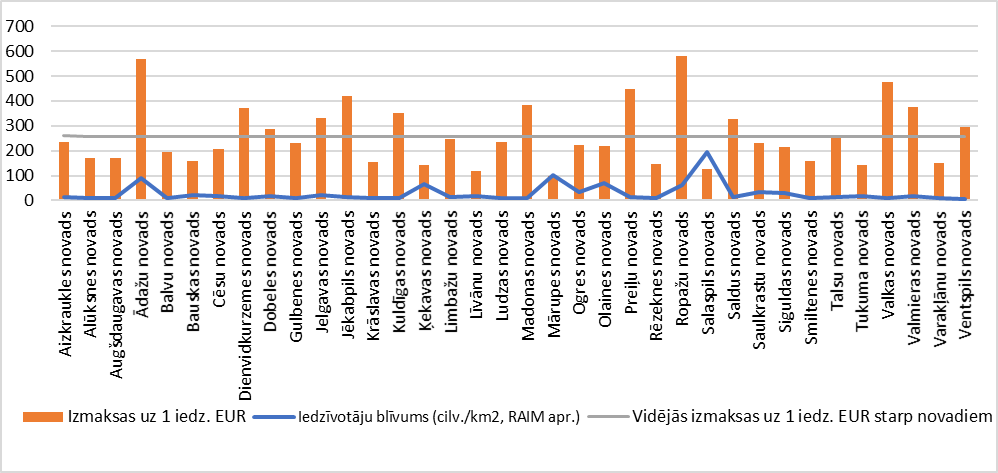 700
600
500
400
300
200
100
0
Aizkraukles novads
Alūksnes novads
Augšdaugavas novads
Ādažu novads
Balvu novads
Bauskas novads
Cēsu novads
Dienvidkurzemes novads
Dobeles novads
Gulbenes novads
Jelgavas novads
Jēkabpils novads
Krāslavas novads
Kuldīgas novads
Ķekavas novads
Limbažu novads
Līvānu novads
Ludzas novads
Madonas novads
Mārupes novads
Ogres novads
Olaines novads
Preiļu novads
Rēzeknes novads
Ropažu novads
Salaspils novads
Saldus novads
Saulkrastu novads
Siguldas novads
Smiltenes novads
Talsu novads
Tukuma novads
Valkas novads
Valmieras novads
Varakļānu novads
Ventspils novads
Izmaksas uz 1 iedz. EUR
Iedzīvotāju blīvums (cilv./km2, RAIM apr.)
Vidējās izmaksas uz 1 iedz. EUR starp novadiem